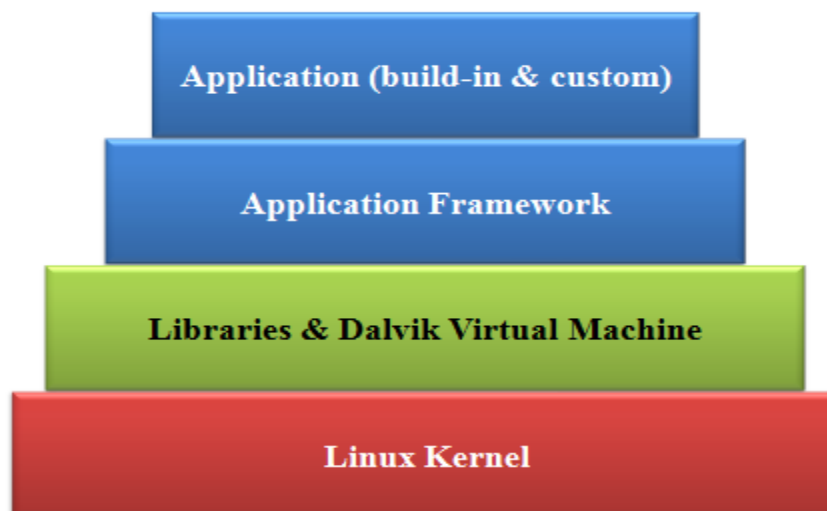 Application (build-in & custom)
Application Framework
Libraries & Dalvik Virtual Machine
Linux Kernel